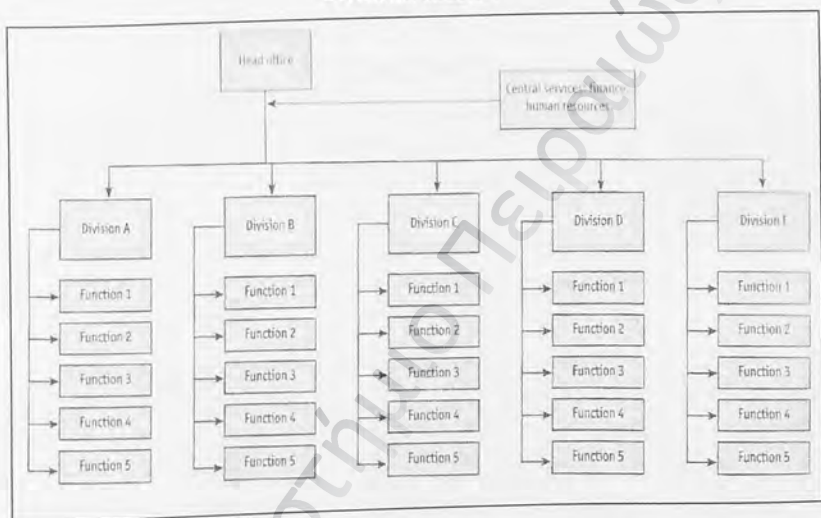 Head office
Central services: finance,
human resources
Division A
Division B
Division C
Division D
Division E
Function 1
Function 1
Function 1
Function 1
Function 1
Function 2
Function 2
Function 2
Function 2
Function 2
Function 3
Function 3
Function 3
Function 3
Function 3
Function 4
Function 4
Function 4
Function 4
Function 4
Function 5
Function 5
Function 5
Function 5
Function 5
Πειραιώς